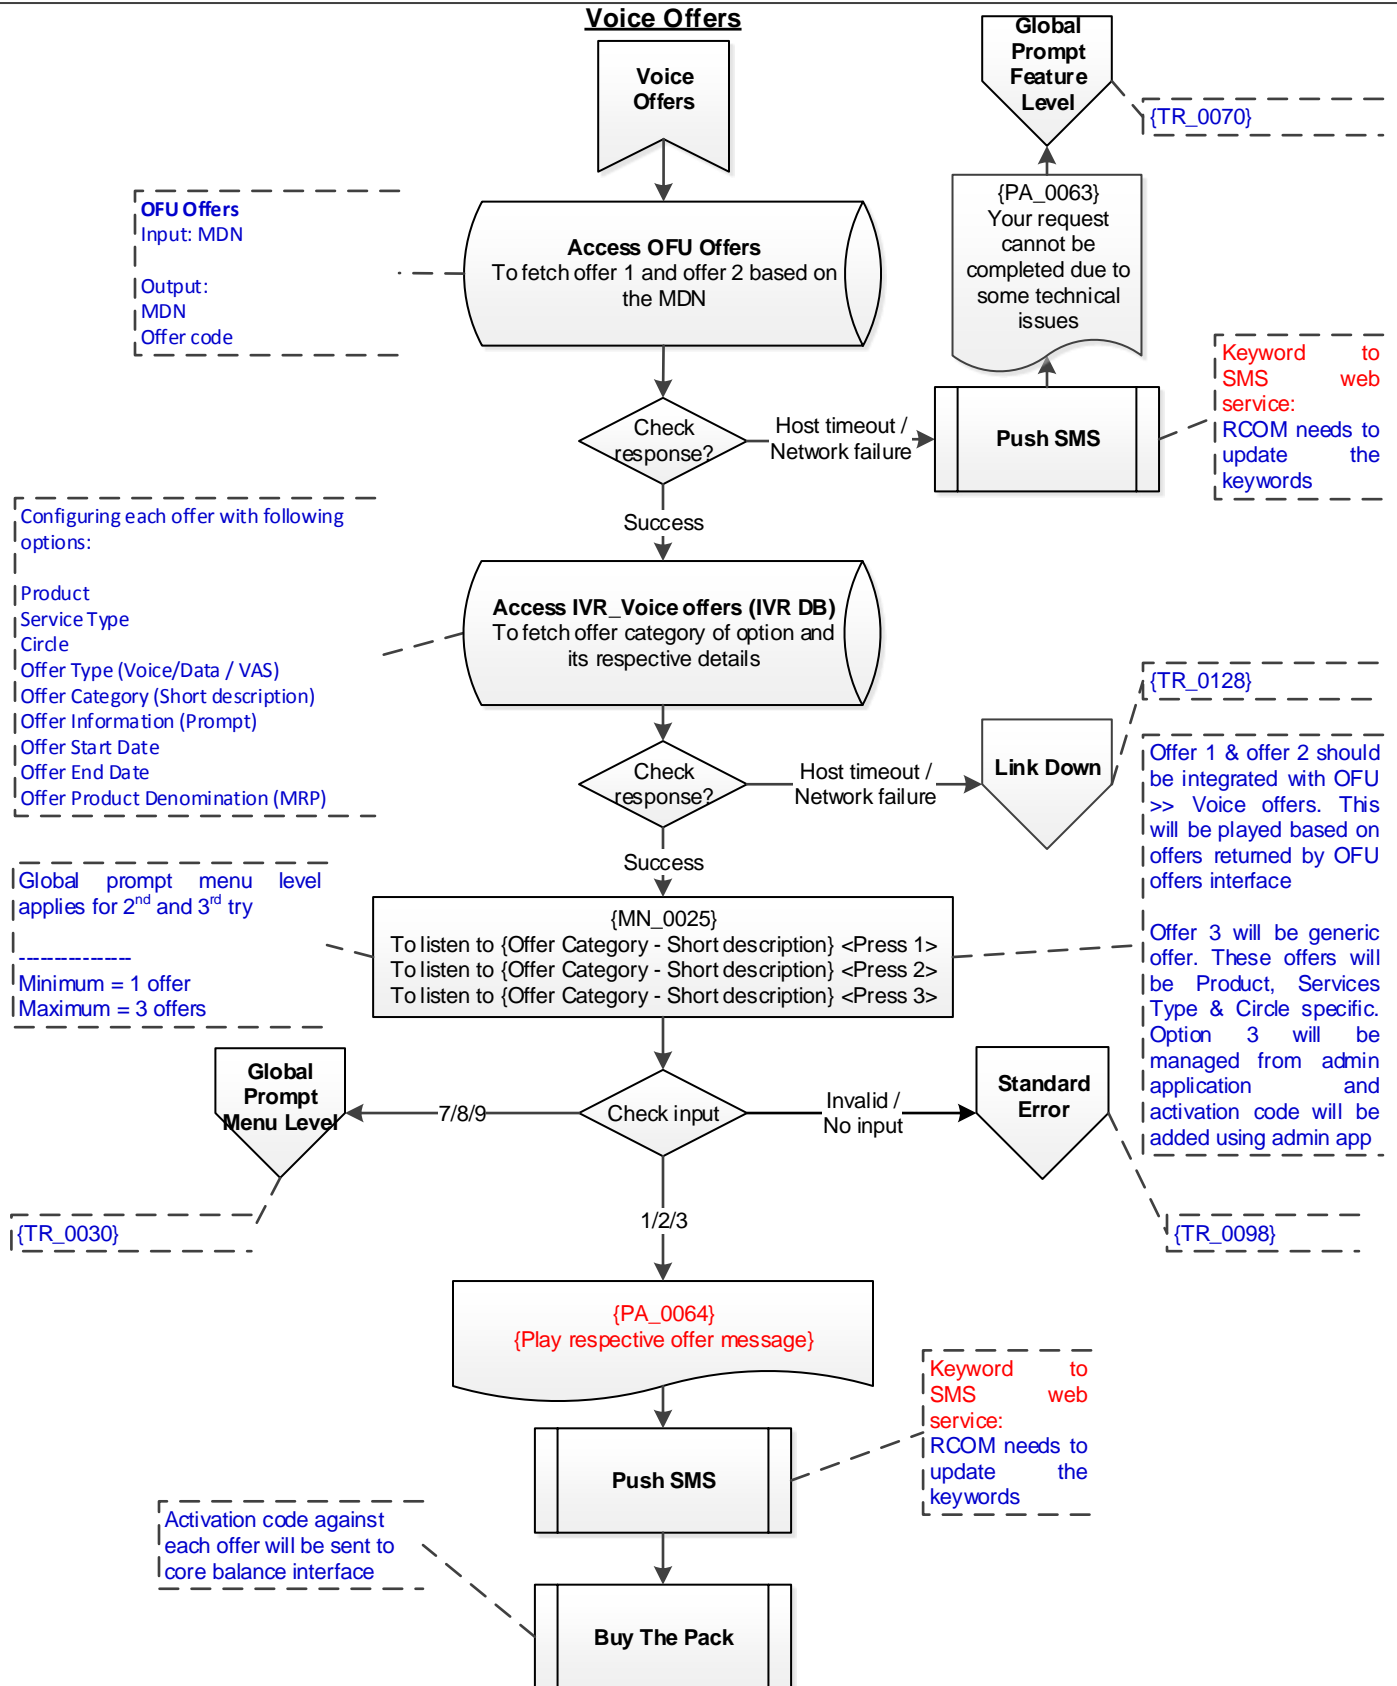 Voice Offers
Voice
Offers
Global
Prompt
Feature
Level
{TR_0070}
{PA_0063}
Your request
cannot be
completed due to
some technical
issues
OFU Offers
Input: MDN
Output:
MDN
Offer code
Access OFU Offers
To fetch offer 1 and offer 2 based on
the MDN
Check
response?
Host timeout /
Network failure
Push SMS
Keyword to
SMS web
service:
RCOM needs to
update the
keywords
Success
Configuring each offer with following
options:
Product
Service Type
Circle
Offer Type (Voice/Data / VAS)
Offer Category (Short description)
Offer Information (Prompt)
Offer Start Date
Offer End Date
Offer Product Denomination (MRP)
Access IVR_Voice offers (IVR DB)
To fetch offer category of option and
its respective details
Check
response?
Host timeout /
Network failure
Link Down
{TR_0128}
Success
Offer 1 & offer 2 should
be integrated with OFU
>> Voice offers. This
will be played based on
offers returned by OFU
offers interface
Offer 3 will be generic
offer. These offers will
be Product, Services
Type & Circle specific.
Option 3 will be
managed from admin
application and
activation code will be
added using admin app
Global prompt menu level
applies for 2nd and 3rd try
----------------
Minimum = 1 offer
Maximum = 3 offers
{MN_0025}
To listen to {Offer Category - Short description} <Press 1>
To listen to {Offer Category - Short description} <Press 2>
To listen to {Offer Category - Short description} <Press 3>
Global
Prompt
Menu Level
7/8/9
Check input
Invalid /
No input
Standard
Error
{TR_0030}
1/2/3
{TR_0098}
{PA_0064}
{Play respective offer message}
Keyword to
SMS web
service:
RCOM needs to
update the
keywords
Push SMS
Activation code against
each offer will be sent to
core balance interface
Buy The Pack